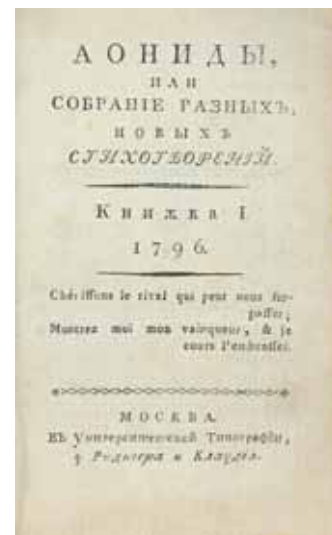 АОНИДЫ,
ИЛИ
СОБРАНІЕ РАЗНЫХЪ,
НОВЫХЪ
СТИХОТВОРЕНІЙ.
Книжка I
1796.
Chérissons le rival qui peut nous sur-
passer;
Montrez moi mon vainqueur, & je
cours l'embrasser.
МОСКВА.
Въ Университетской Типографіи,
у Ридигера и Клаудія.